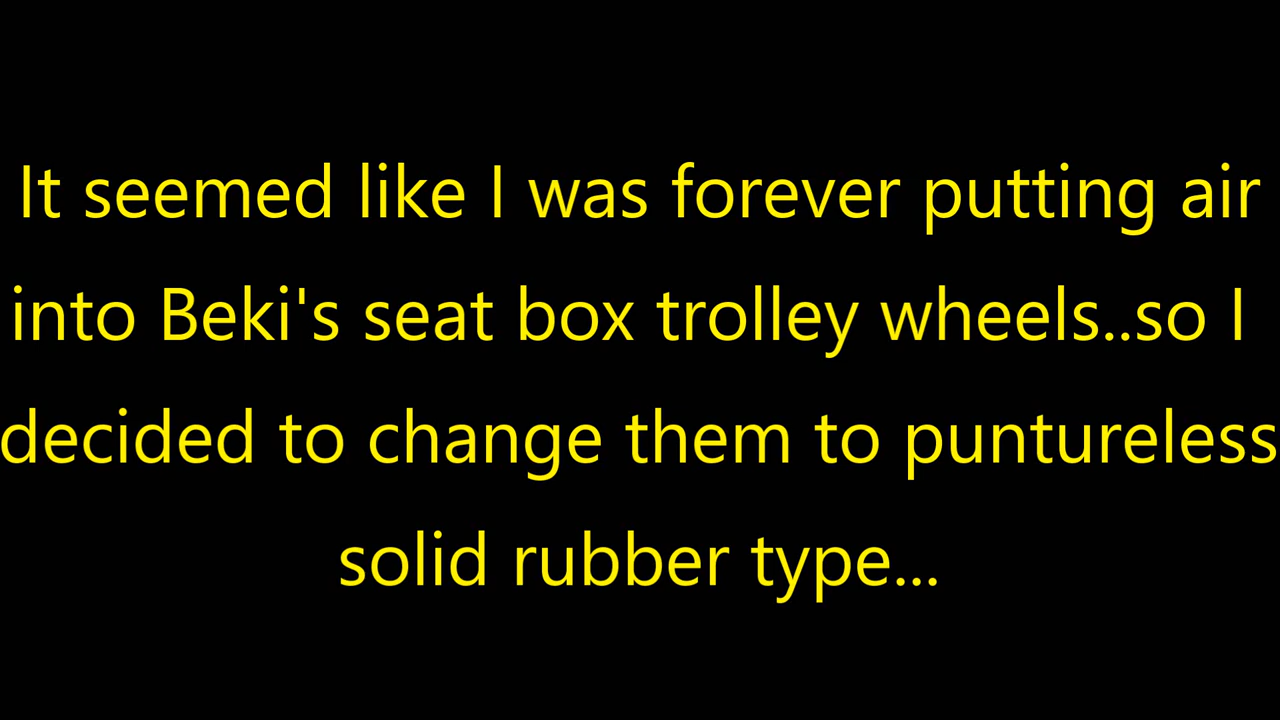 It seemed like I was forever putting air
into Beki's seat box trolley wheels..so I
decided to change them to puntureless
solid rubber type...